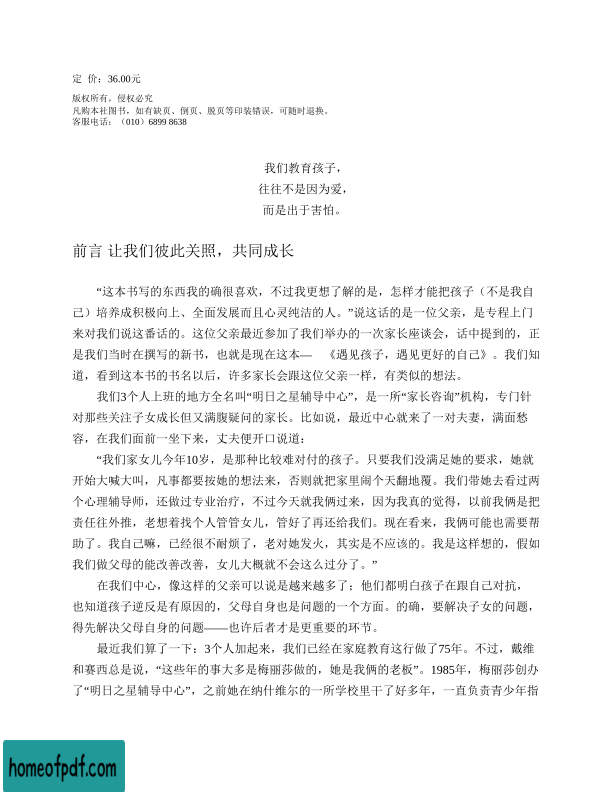 定 价：36.00元
版权所有，侵权必究
凡购本社图书，如有缺页、倒页、脱页等印装错误，可随时退换。
客服电话：（010）6899 8638
我们教育孩子，
往往不是因为爱，
而是出于害怕。
前言 让我们彼此关照，共同成长
“这本书写的东西我的确很喜欢，不过我更想了解的是，怎样才能把孩子（不是我自
己）培养成积极向上、全面发展而且心灵纯洁的人。”说这话的是一位父亲，是专程上门
来对我们说这番话的。这位父亲最近参加了我们举办的一次家长座谈会，话中提到的，正
是我们当时在撰写的新书，也就是现在这本— 《遇见孩子，遇见更好的自己》。我们知
道，看到这本书的书名以后，许多家长会跟这位父亲一样，有类似的想法。
我们3个人上班的地方全名叫“明日之星辅导中心”，是一所“家长咨询”机构，专门针
对那些关注子女成长但又满腹疑问的家长。比如说，最近中心就来了一对夫妻，满面愁
容，在我们面前一坐下来，丈夫便开口说道：
“我们家女儿今年10岁，是那种比较难对付的孩子。只要我们没满足她的要求，她就
开始大喊大叫，凡事都要按她的想法来，否则就把家里闹个天翻地覆。我们带她去看过两
个心理辅导师，还做过专业治疗，不过今天就我俩过来，因为我真的觉得，以前我俩是把
责任往外推，老想着找个人管管女儿，管好了再还给我们。现在看来，我俩可能也需要帮
助了。我自己嘛，已经很不耐烦了，老对她发火，其实是不应该的。我是这样想的，假如
我们做父母的能改善改善，女儿大概就不会这么过分了。”
在我们中心，像这样的父亲可以说是越来越多了；他们都明白孩子在跟自己对抗，
也知道孩子逆反是有原因的，父母自身也是问题的一个方面。的确，要解决子女的问题，
得先解决父母自身的问题——也许后者才是更重要的环节。
最近我们算了一下：3个人加起来，我们已经在家庭教育这行做了75年。不过，戴维
和赛西总是说，“这些年的事大多是梅丽莎做的，她是我俩的老板”。1985年，梅丽莎创办
了“明日之星辅导中心”，之前她在纳什维尔的一所学校里干了好多年，一直负责青少年指
homeofpdf.com